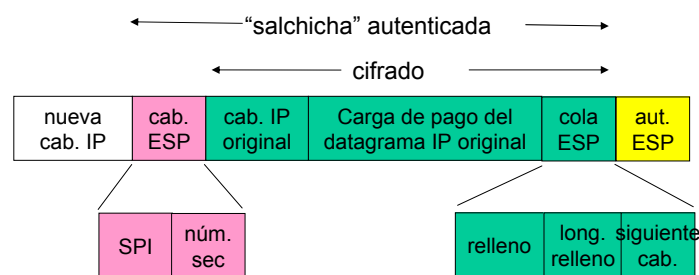 “salchicha” autenticada
cifrado
nueva
cab. IP
cab.
ESP
cab. IP
original
Carga de pago del
datagrama IP original
cola
ESP
aut.
ESP
SPI
núm.
sec
relleno
long.
relleno
siguiente
cab.